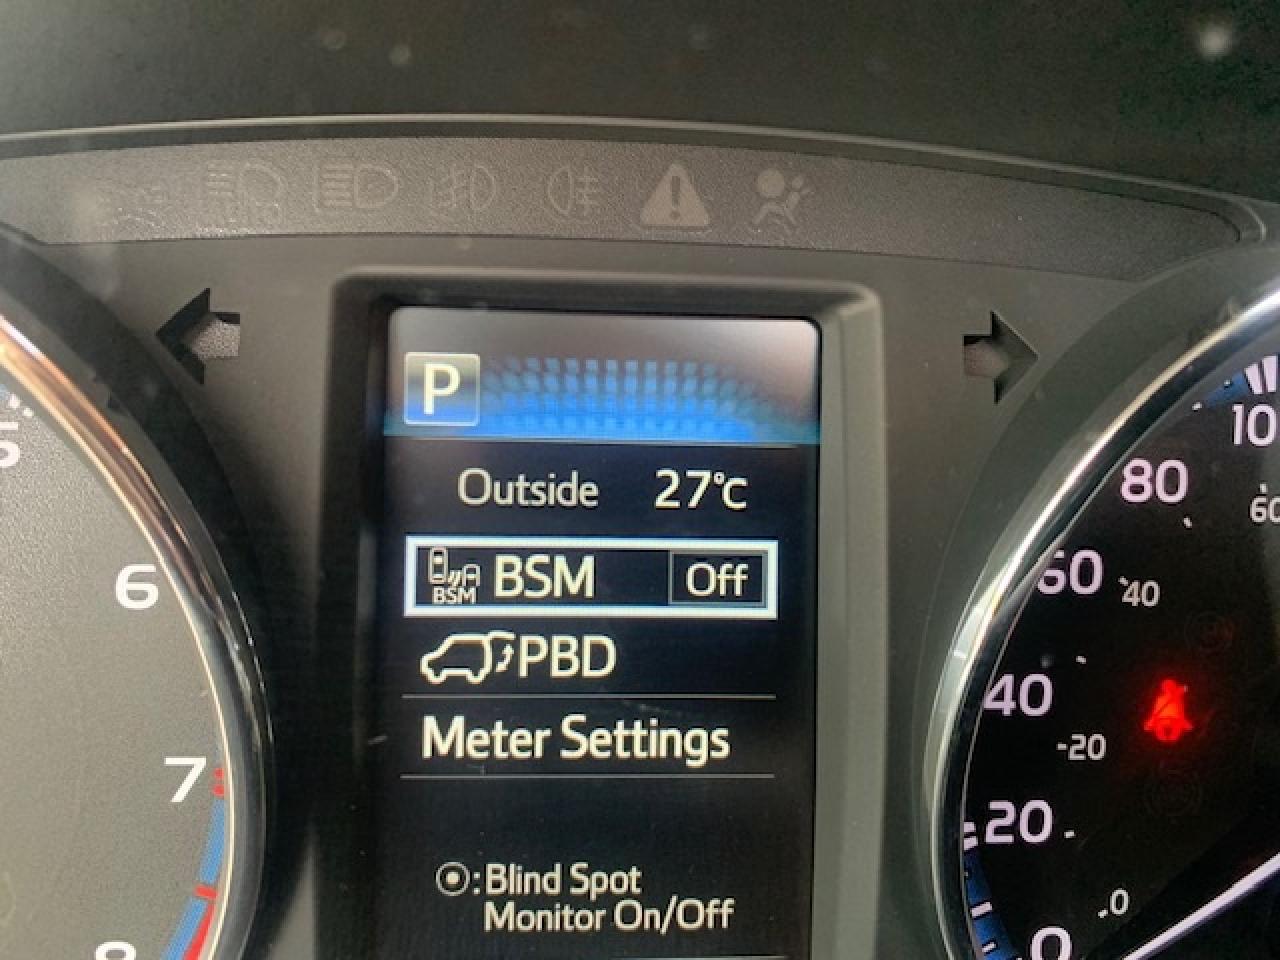 P
Outside 27℃
BSM BSM Off
PBD
Meter Settings
⦿:Blind Spot
Monitor On/Off
5
6
7
8
100
80
60
60
40
40
-20
20
0
0